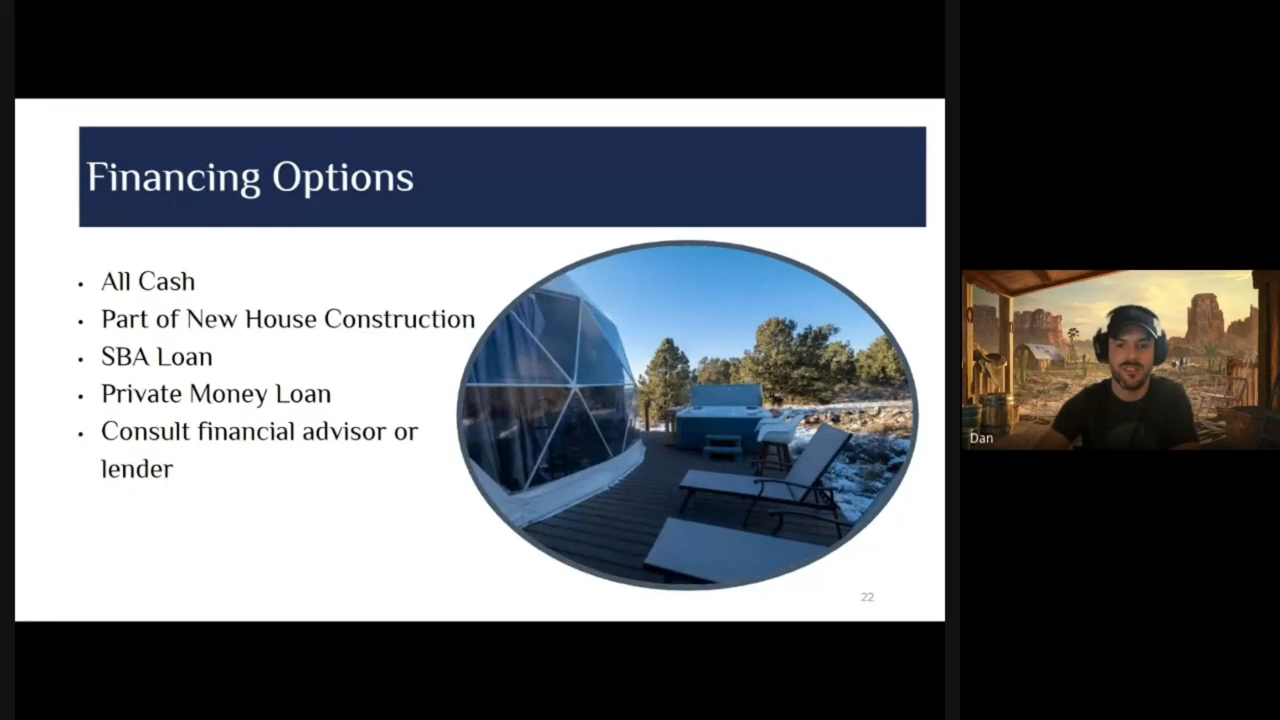 Financing Options
• All Cash
• Part of New House Construction
• SBA Loan
• Private Money Loan
• Consult financial advisor or
lender
22
Dan